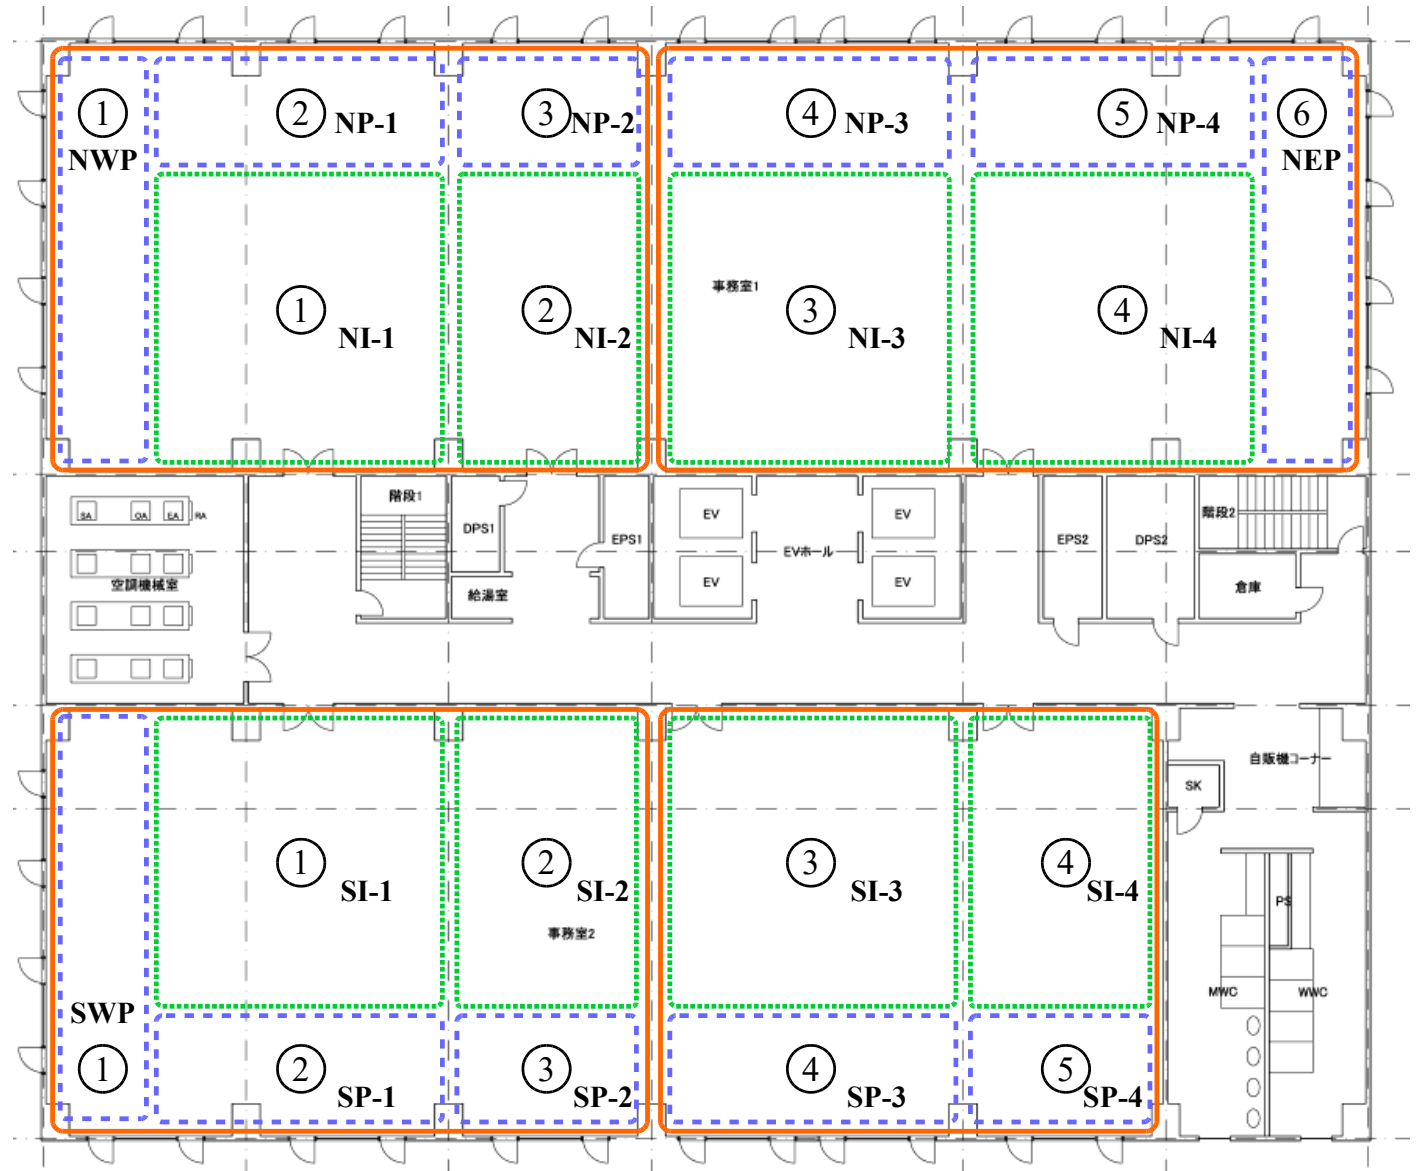 ① ② NP-1 ③ NP-2 ④ NP-3 ⑤ NP-4 ⑥
NWP NEP
事務室1
① NI-1 ② NI-2 ③ NI-3 ④ NI-4
階段1
SA OA EA RA
DPS1
EPS1
EV EV
EVホール
EV EV
EPS2
DPS2
階段2
空調機械室
給湯室
倉庫
自販機コーナー
SK
① SI-1 ② SI-2 ③ SI-3 ④ SI-4
事務室2
PS
MWC WWC
SWP
① ② SP-1 ③ SP-2 ④ SP-3 ⑤ SP-4